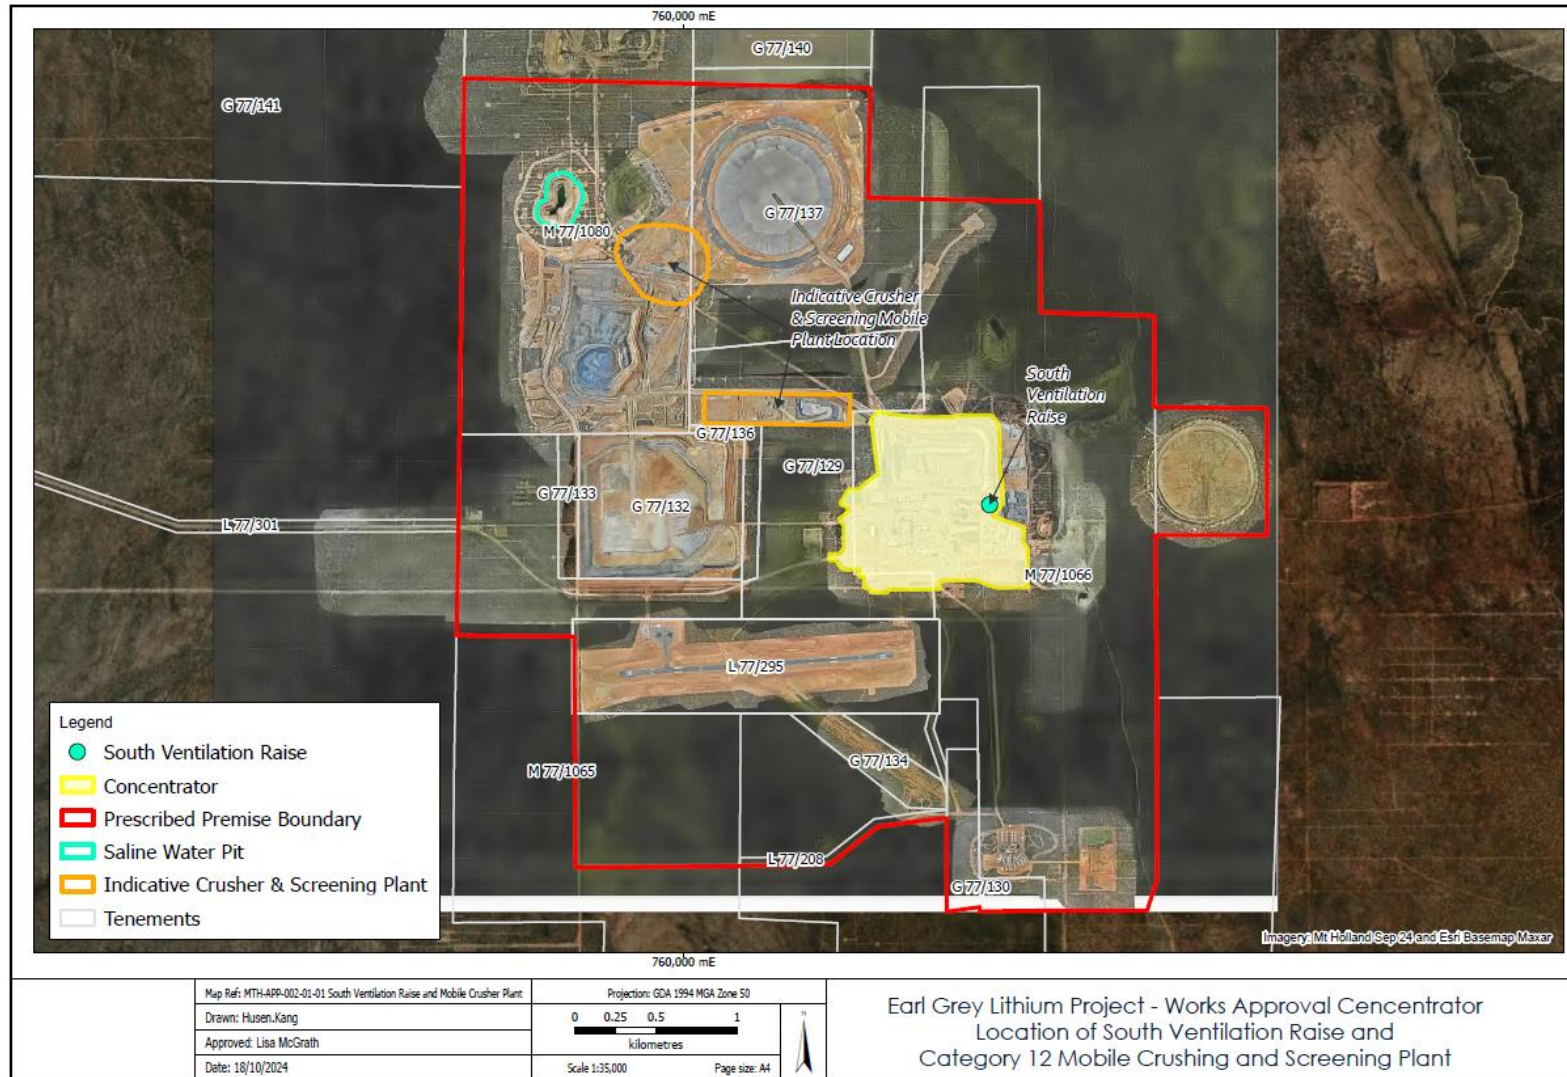 760,000 mE
G 77/140
G 77/141
G 77/137
M 77/1080
Indicative Crusher
& Screening Mobile
Plant Location
South
Ventilation
Raise
G 77/136
G 77/129
G 77/133
G 77/132
L 77/301
M 77/1066
L 77/295
G 77/134
M 77/1065
L 77/208
G 77/130
Legend
South Ventilation Raise
Concentrator
Prescribed Premise Boundary
Saline Water Pit
Indicative Crusher & Screening Plant
Tenements
Imagery: Mt Holland Sep 24 and Esri Basemap Maxar
760,000 mE
Map Ref: MTH-APP-002-01-01 South Ventilation Raise and Mobile Crusher Plant
Drawn: Husen.Kang
Approved: Lisa McGrath
Date: 18/10/2024
Projection: GDA 1994 MGA Zone 50
0 0.25 0.5 1
kilometres
Scale 1:35,000 Page size: A4
N
Earl Grey Lithium Project - Works Approval Cencentrator
Location of South Ventilation Raise and
Category 12 Mobile Crushing and Screening Plant